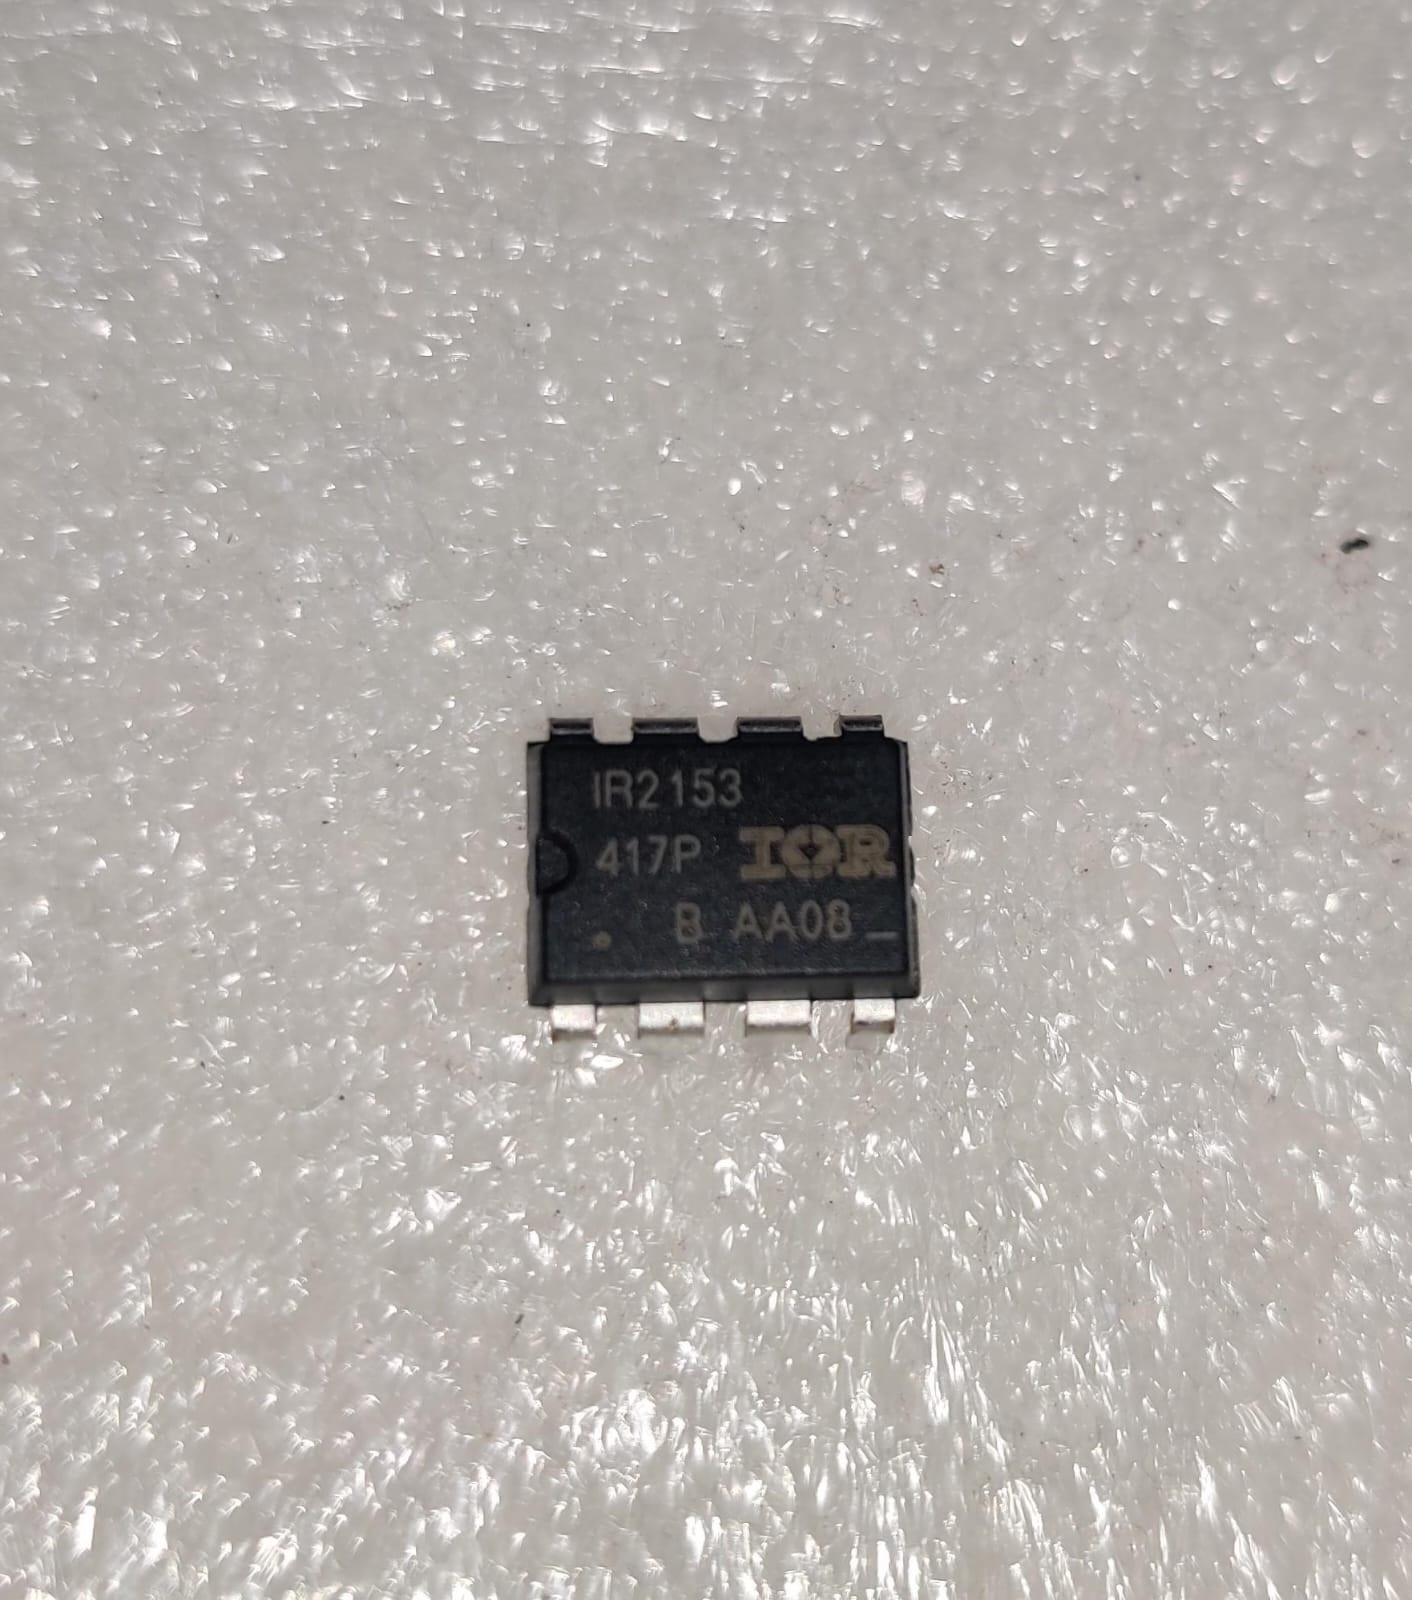 IR2153
417P IOR
B AA08 _